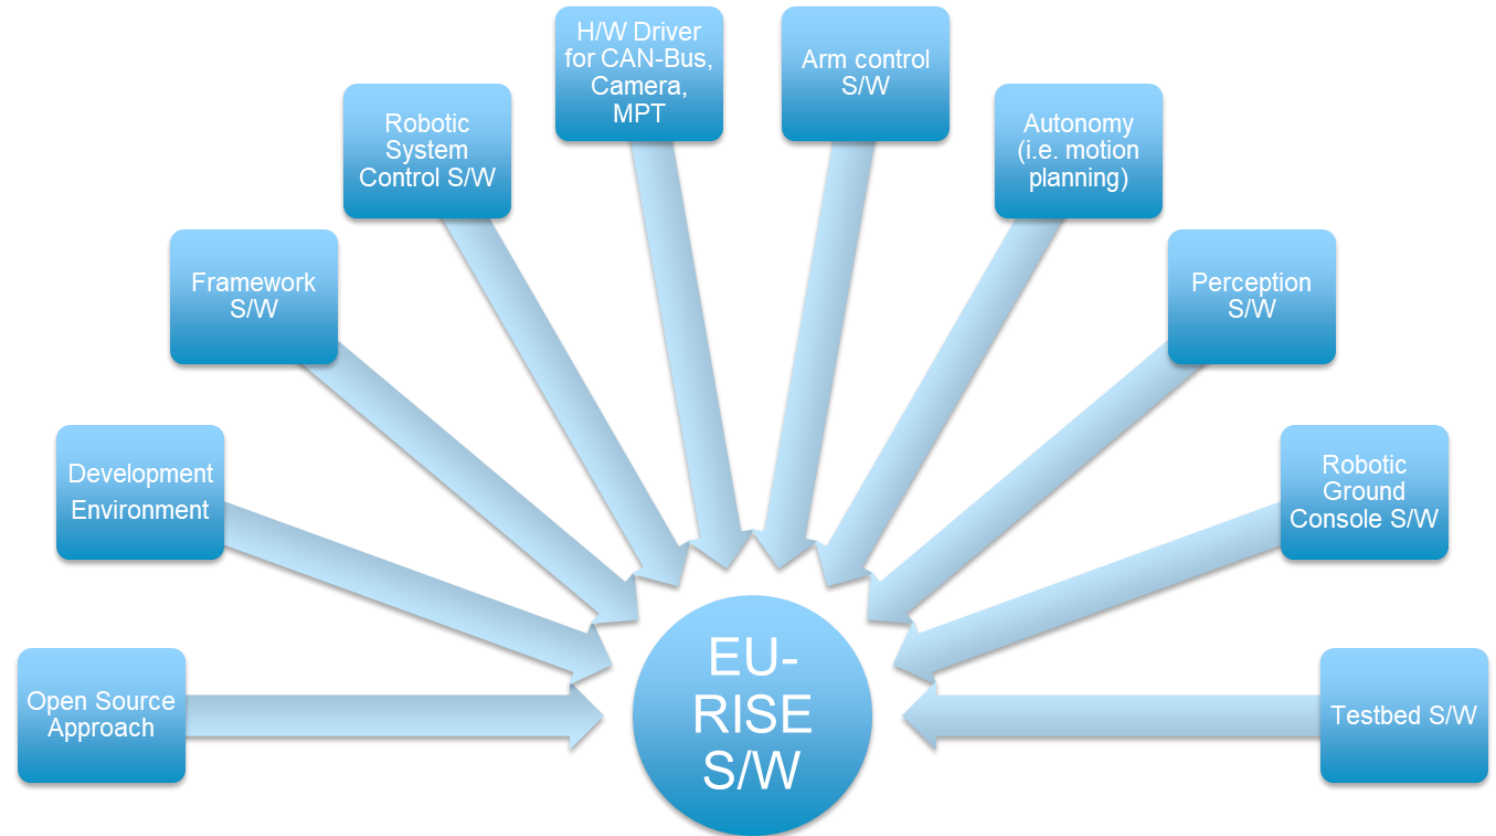 H/W Driver
for CAN-Bus,
Camera,
MPT
Arm control
S/W
Robotic
System
Control S/W
Autonomy
(i.e. motion
planning)
Framework
S/W
Perception
S/W
Development
Environment
Robotic
Ground
Console S/W
Open Source
Approach
EU-
RISE
S/W
Testbed S/W